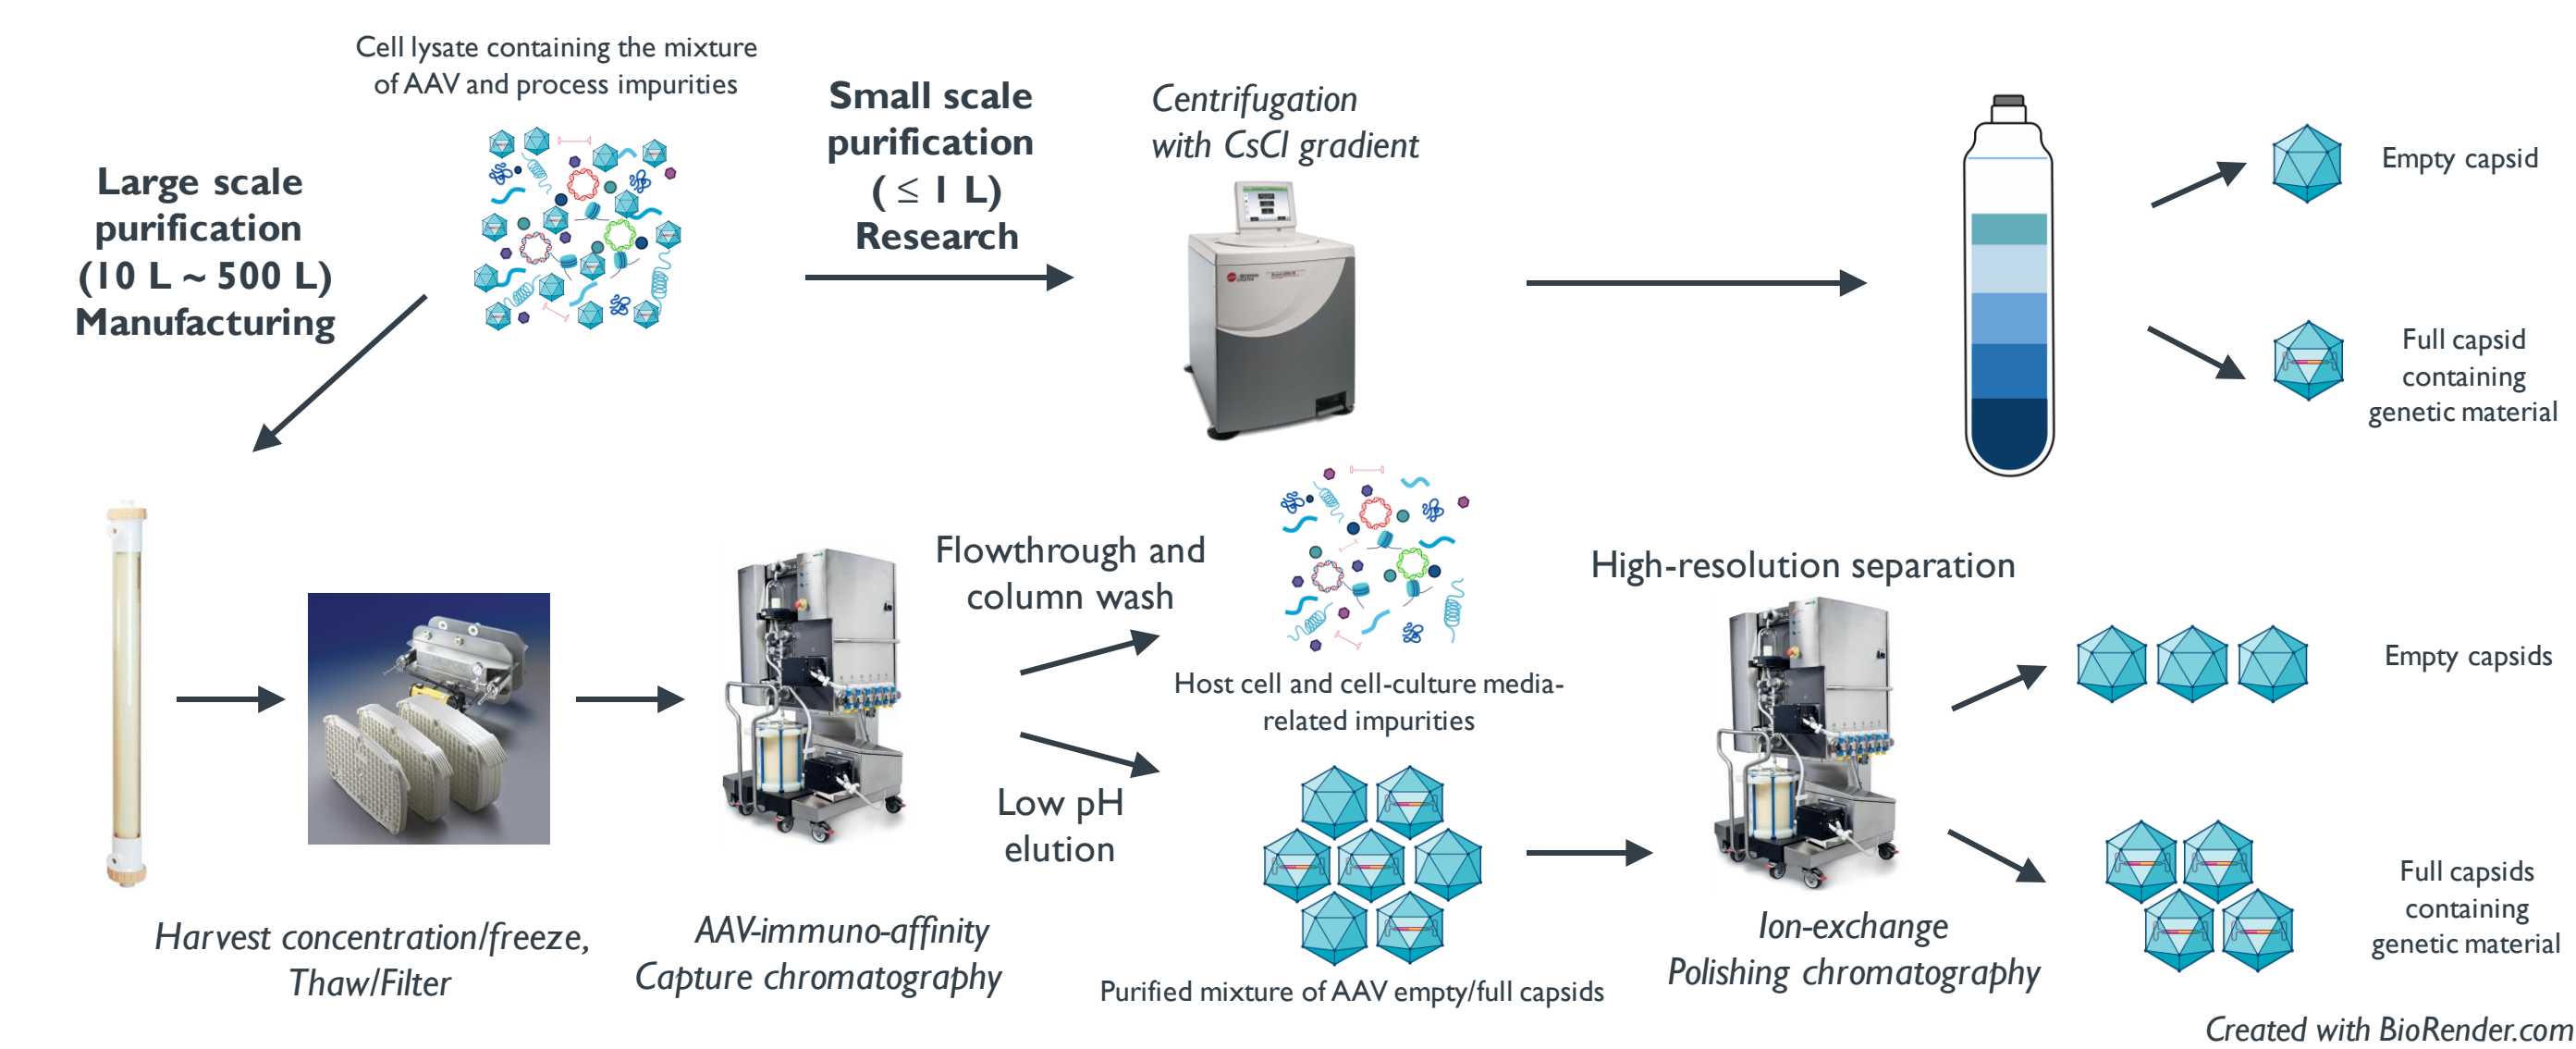 Cell lysate containing the mixture
of AAV and process impurities
Large scale
purification
(10 L ~ 500 L)
Manufacturing
Small scale
purification
( ≤ 1 L)
Research
Centrifugation
with CsCl gradient
Empty capsid
Full capsid
containing
genetic material
Harvest concentration/freeze,
Thaw/Filter
AAV-immuno-affinity
Capture chromatography
Flowthrough and
column wash
Host cell and cell-culture media-
related impurities
Low pH
elution
Purified mixture of AAV empty/full capsids
High-resolution separation
Ion-exchange
Polishing chromatography
Empty capsids
Full capsids
containing
genetic material
Created with BioRender.com